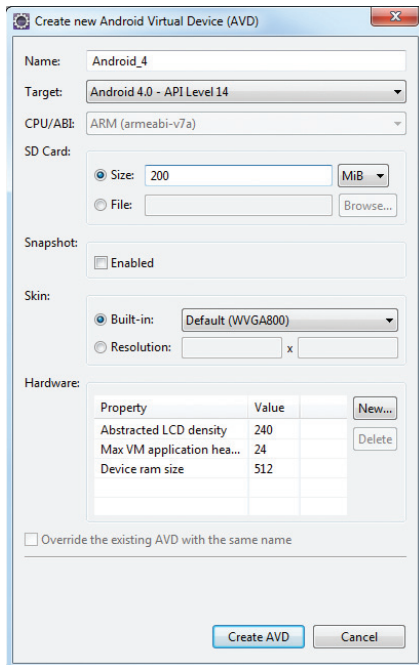 Create new Android Virtual Device (AVD)
Name: Android_4
Target: Android 4.0 - API Level 14
CPU/ABI: ARM (armeabi-v7a)
SD Card:
Size: 200 MiB
File: Browse...
Snapshot:
Enabled
Skin:
Built-in: Default (WVGA800)
Resolution: x
Hardware:
Property Value New...
Abstracted LCD density 240 Delete
Max VM application hea... 24
Device ram size 512
Override the existing AVD with the same name
Create AVD Cancel